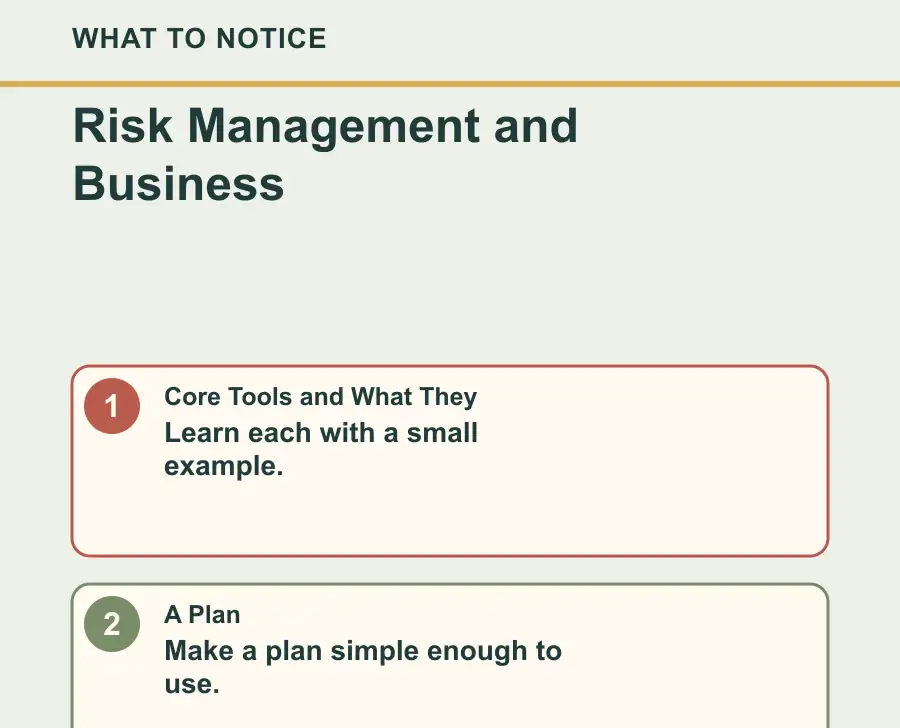 WHAT TO NOTICE
Risk Management and
Business
1
Core Tools and What They
Learn each with a small
example.
2
A Plan
Make a plan simple enough to
use.